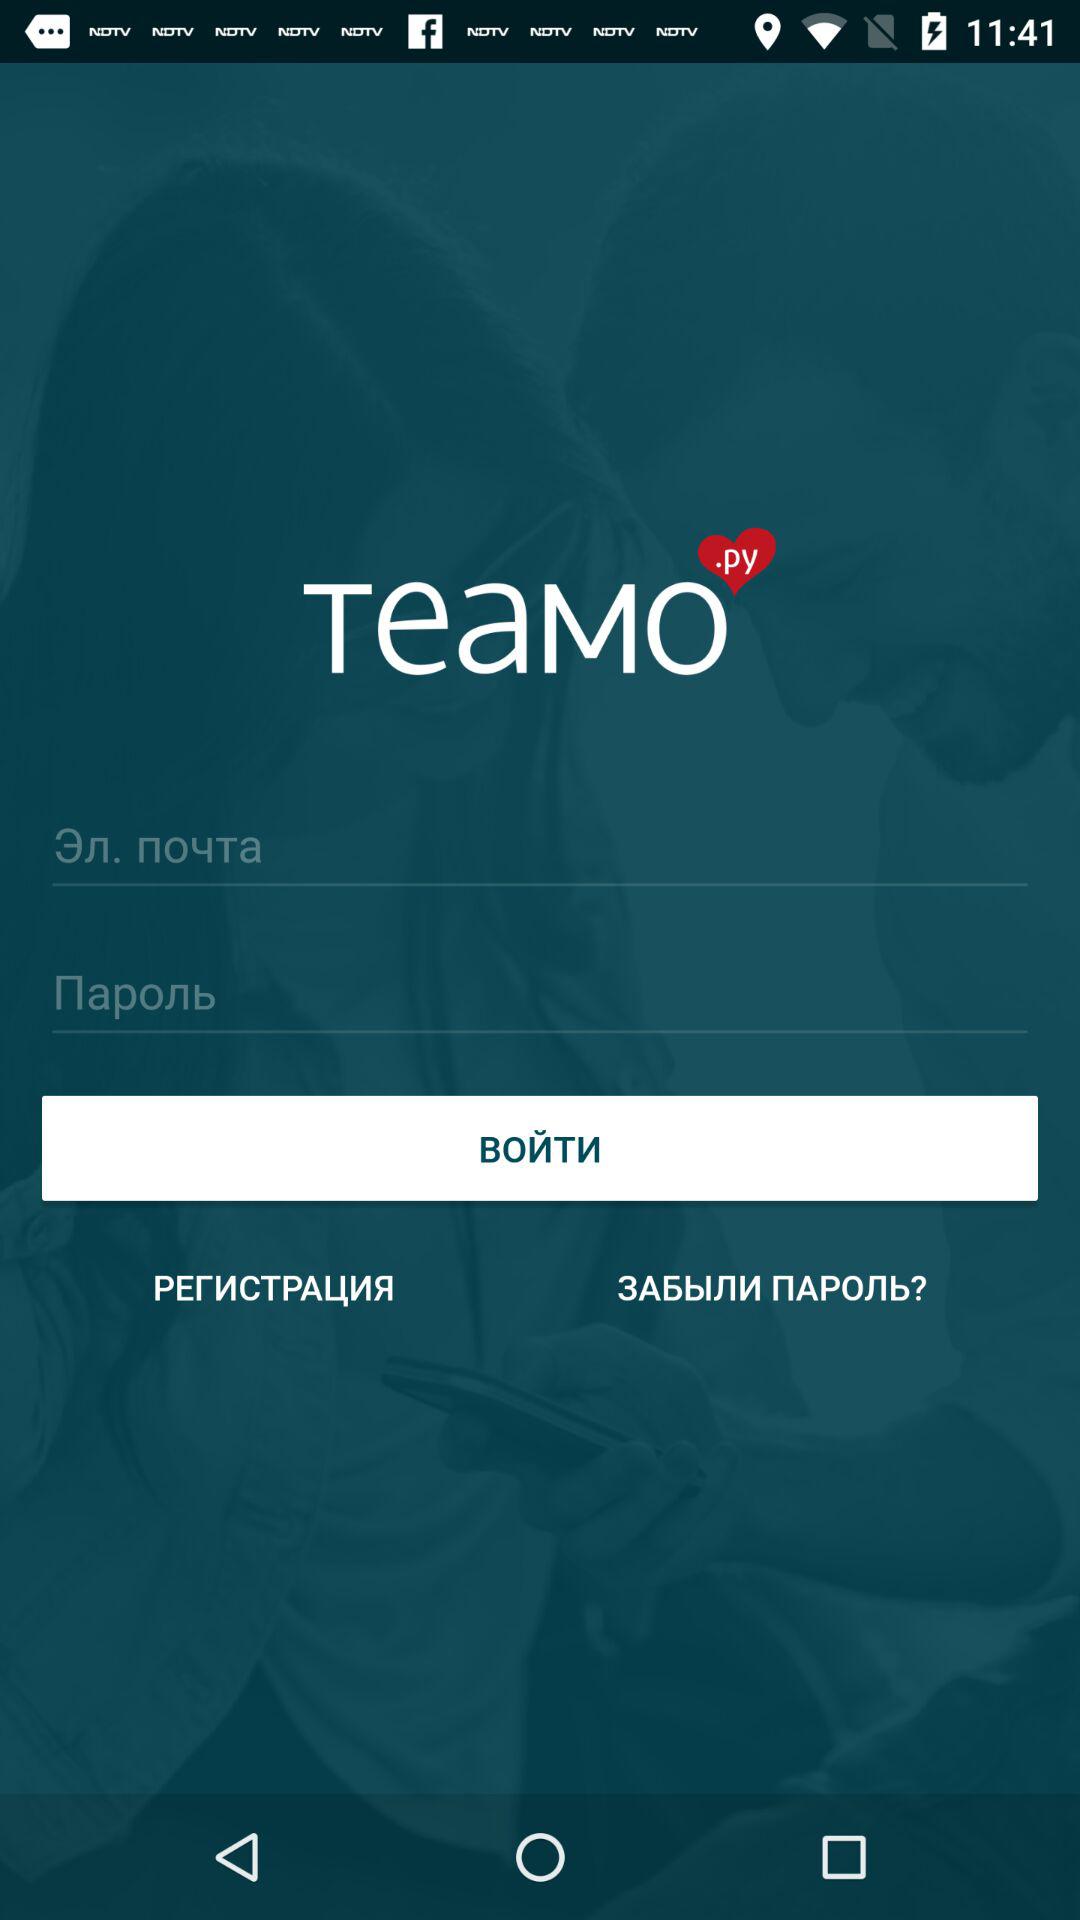 NDTV NDTV NDTV NDTV NDTV NDTV NDTV NDTV NDTV 11:41
теамо.ру
Эл. почта
Пароль
ВОЙТИ
РЕГИСТРАЦИЯ ЗАБЫЛИ ПАРОЛЬ?